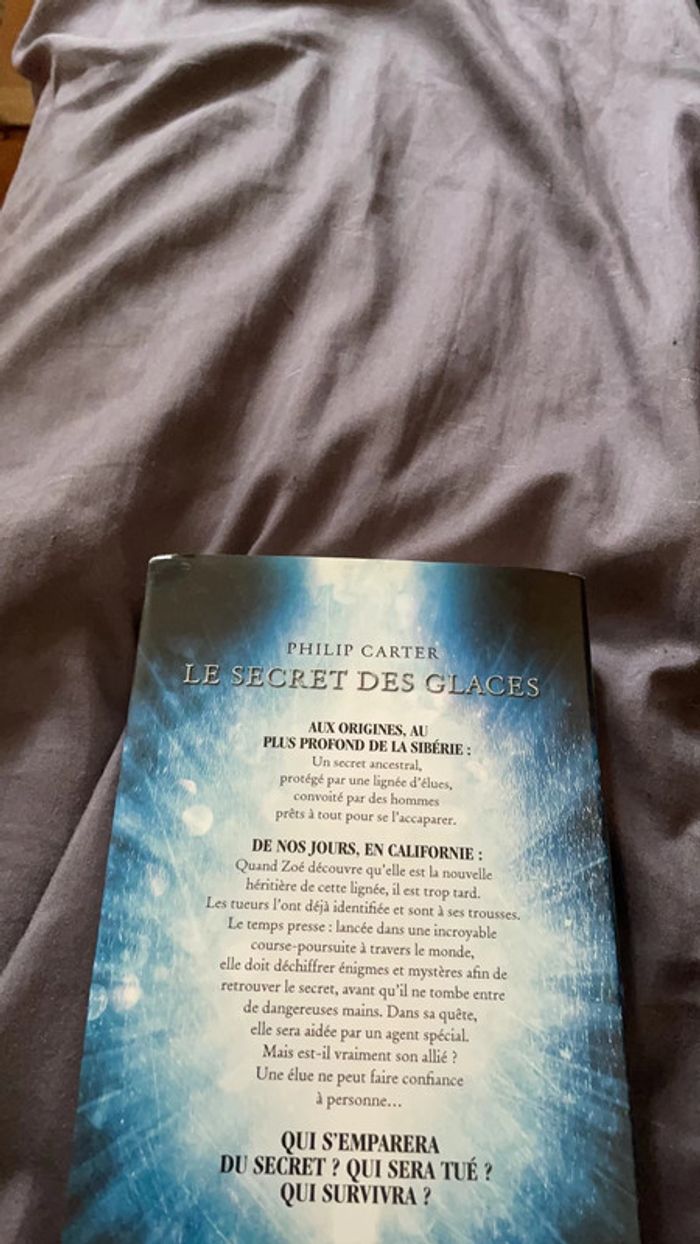 PHILIP CARTER
LE SECRET DES GLACES
AUX ORIGINES, AU
PLUS PROFOND DE LA SIBÉRIE :
Un secret ancestral,
protégé par une lignée d'élues,
convoité par des hommes
prêts à tout pour se l'accaparer.
DE NOS JOURS, EN CALIFORNIE :
Quand Zoé découvre qu'elle est la nouvelle
héritière de cette lignée, il est trop tard.
Les tueurs l'ont déjà identifiée et sont à ses trousses.
Le temps presse : lancée dans une incroyable
course-poursuite à travers le monde,
elle doit déchiffrer énigmes et mystères afin de
retrouver le secret, avant qu'il ne tombe entre
de dangereuses mains. Dans sa quête,
elle sera aidée par un agent spécial.
Mais est-il vraiment son allié ?
Une élue ne peut faire confiance
à personne…
QUI S'EMPARERA
DU SECRET ? QUI SERA TUÉ ?
QUI SURVIVRA ?